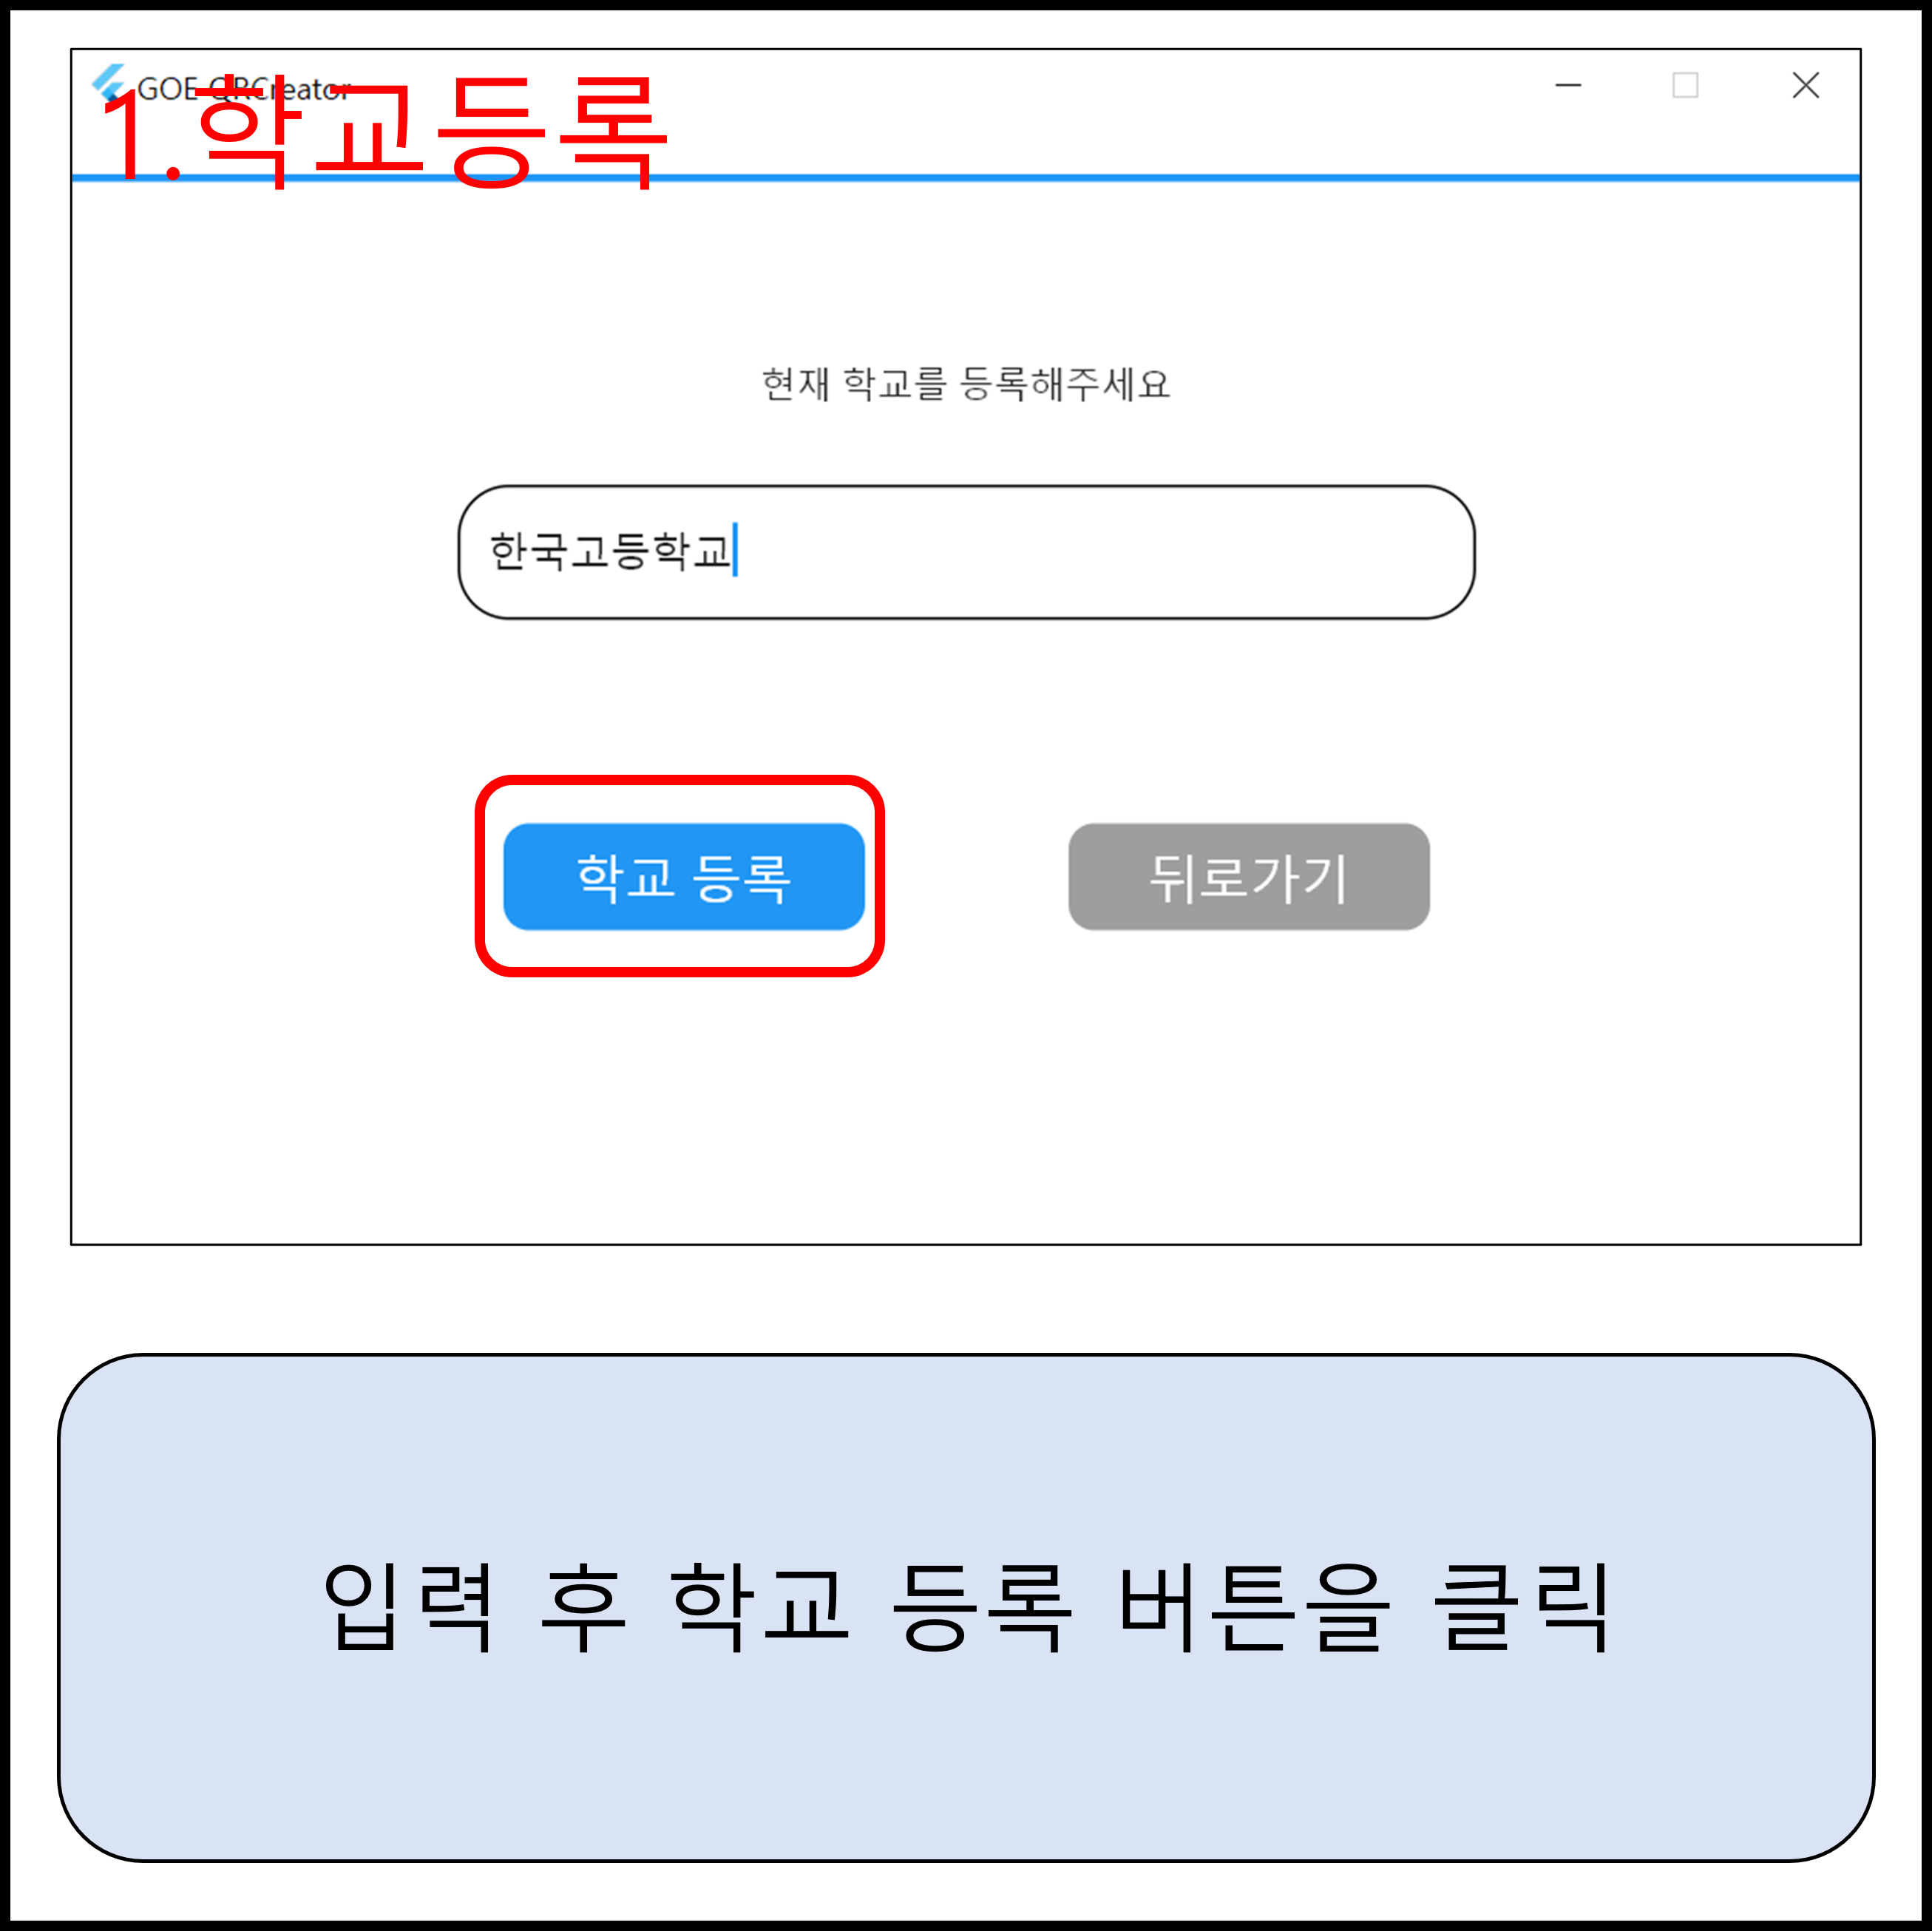 GOE QRCreator
1.학교등록
현재 학교를 등록해주세요
한국고등학교
학교 등록
뒤로가기
입력 후 학교 등록 버튼을 클릭